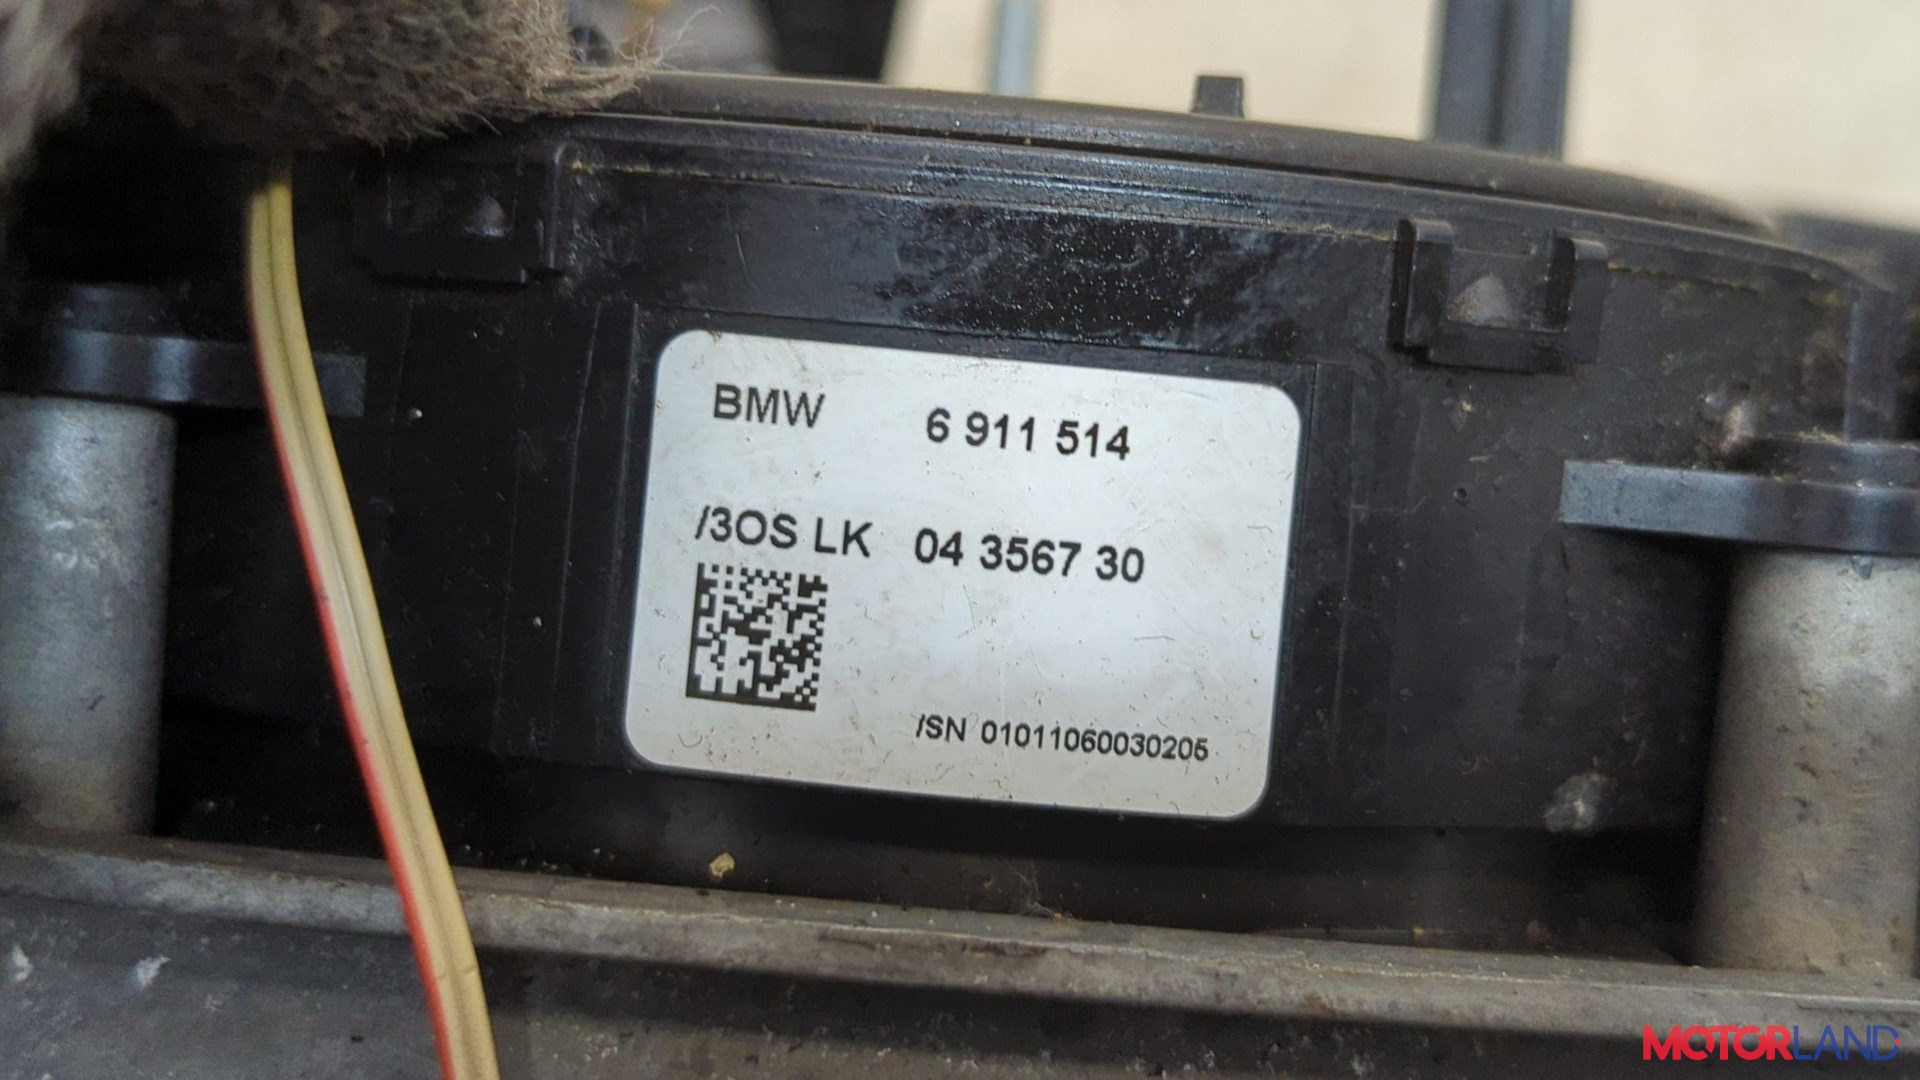 BMW 6 911 514
/3OS LK 04 3567 30
/SN 01011060030205
MOTORLAND